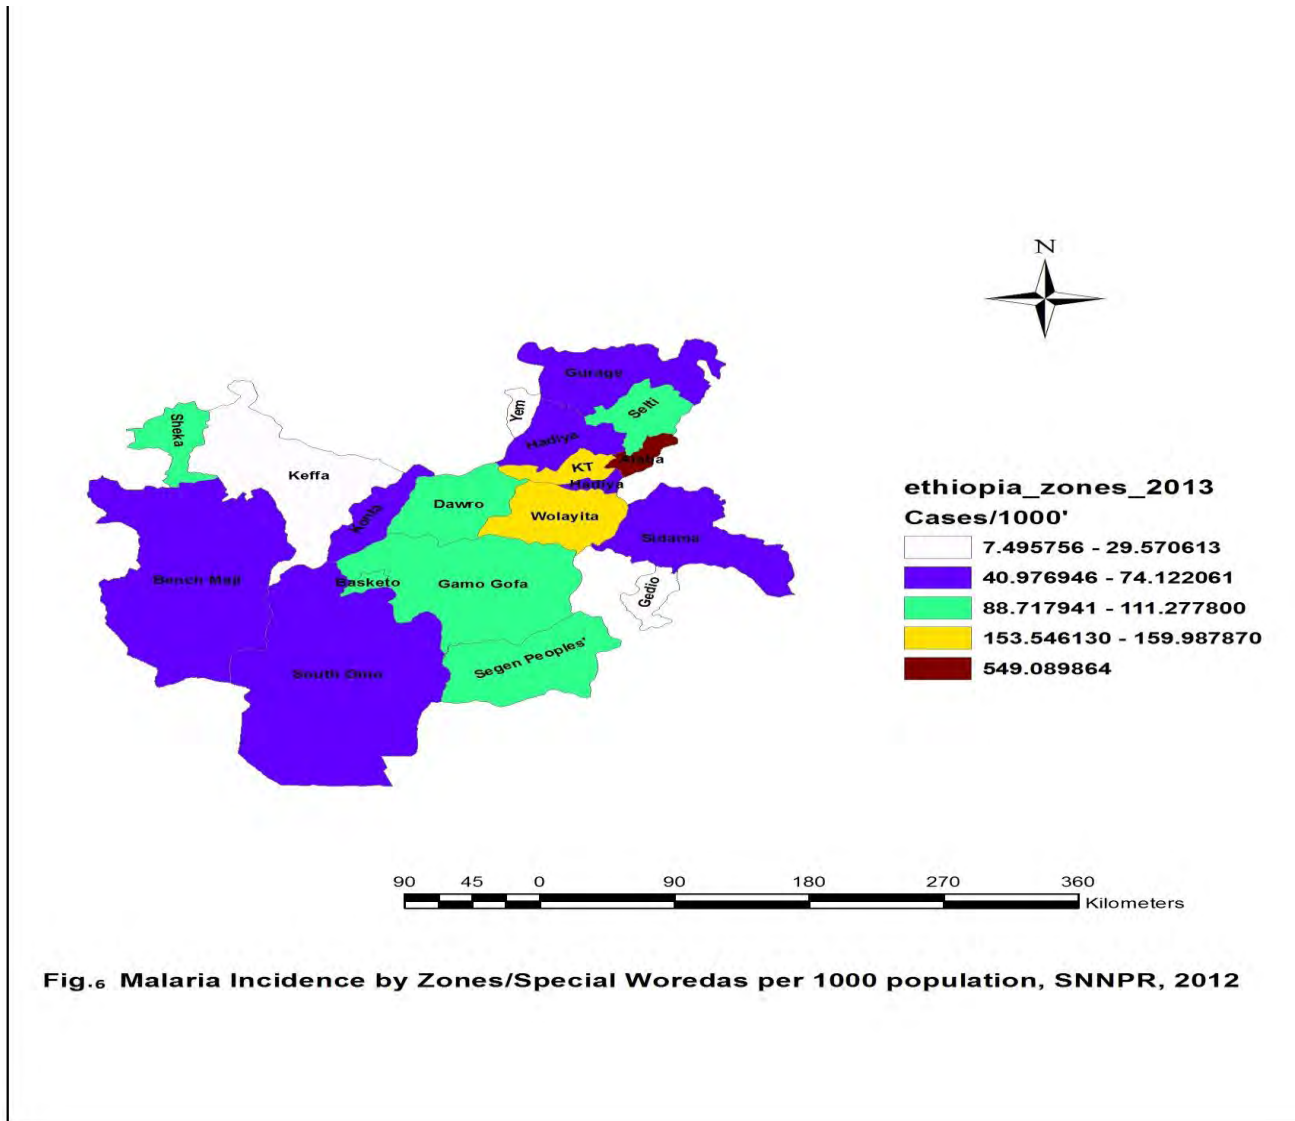 N
Gurage
Yem
Selti
Sheka
Hadiya
Alaba
KT
Keffa
Hadiya
Dawro
Konta
Wolayita
Sidama
Bench Maji
Basketo
Gamo Gofa
Gedio
Segen Peoples'
South Omo
ethiopia_zones_2013
Cases/1000'
7.495756 - 29.570613
40.976946 - 74.122061
88.717941 - 111.277800
153.546130 - 159.987870
549.089864
90 45 0 90 180 270 360
Kilometers
Fig.6 Malaria Incidence by Zones/Special Woredas per 1000 population, SNNPR, 2012